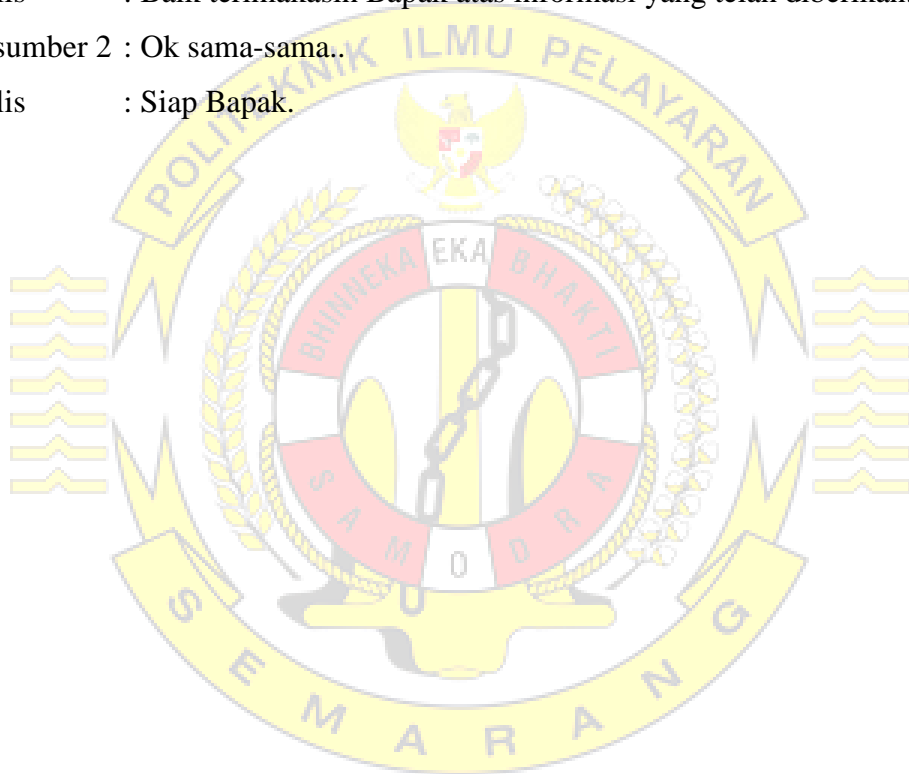 : Baik terimakasih Bapak atas informasi yang telah diberikan
sumber 2 : Ok sama-sama..
lis : Siap Bapak.
POLITEKNIK ILMU PELAYARAN
BHINNEKA EKA BHAKTI
SAMODRA
SEMARANG